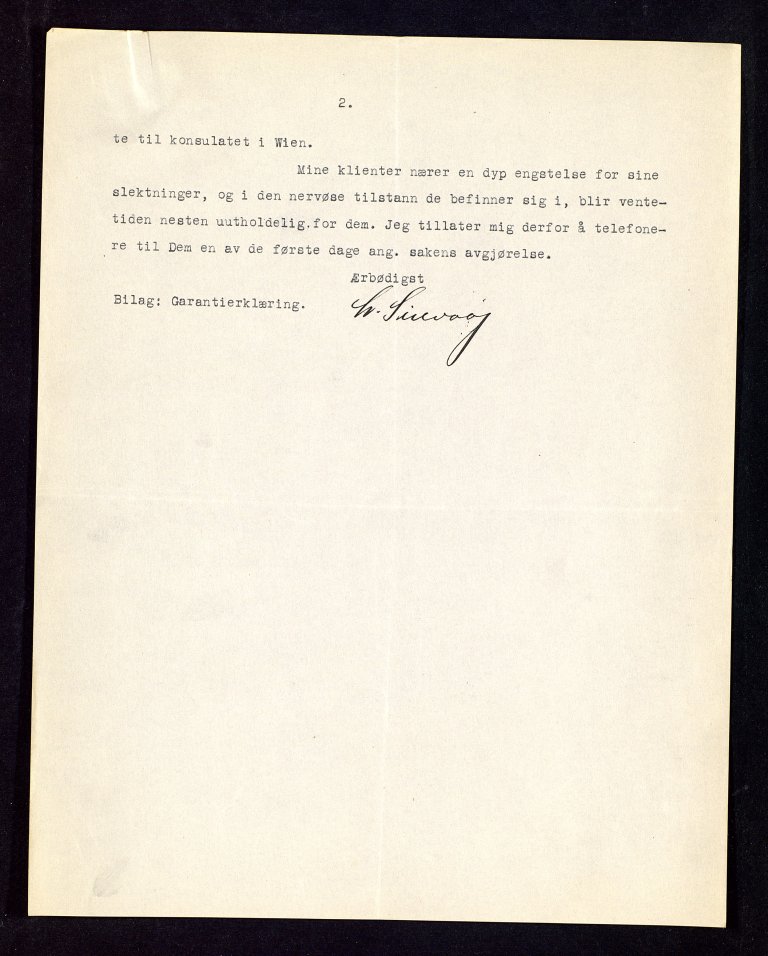 2.
te til konsulatet i Wien.
Mine klienter nærer en dyp engstelse for sine
slektninger, og i den nervøse tilstann de befinner sig i, blir vente-
tiden nesten uutholdelig.for dem. Jeg tillater mig derfor å telefone-
re til Dem en av de første dage ang. sakens avgjørelse.
Ærbødigst
Bilag: Garantierklæring.